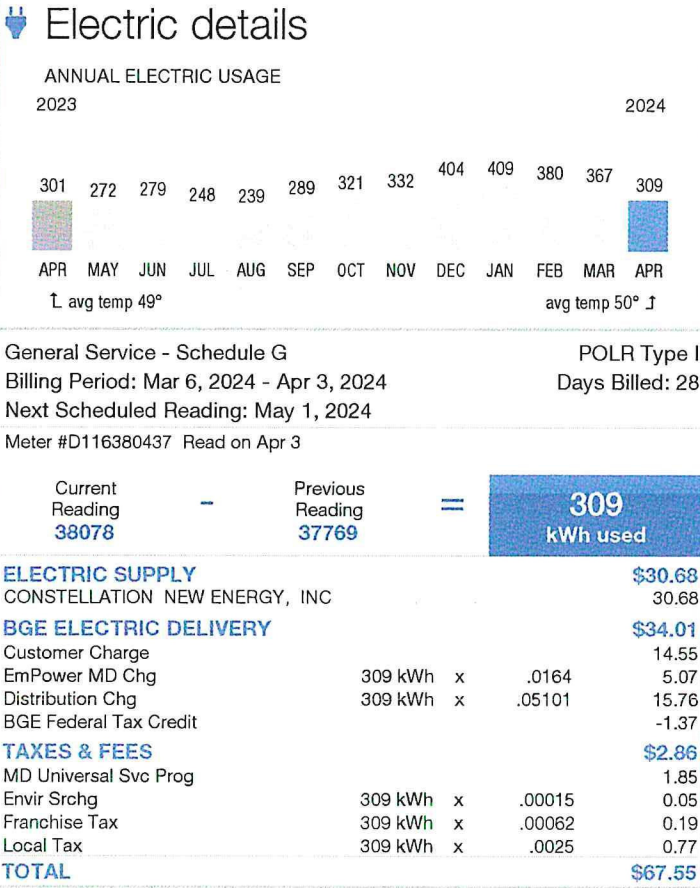 Electric details
ANNUAL ELECTRIC USAGE
2023 2024
301 272 279 248 239 289 321 332 404 409 380 367 309
APR MAY JUN JUL AUG SEP OCT NOV DEC JAN FEB MAR APR
avg temp 49° avg temp 50°
General Service - Schedule G POLR Type I
Billing Period: Mar 6, 2024 - Apr 3, 2024 Days Billed: 28
Next Scheduled Reading: May 1, 2024
Meter #D116380437 Read on Apr 3
Current Previous
Reading - Reading = 309
38078 37769 kWh used
ELECTRIC SUPPLY $30.68
CONSTELLATION NEW ENERGY, INC 30.68
BGE ELECTRIC DELIVERY $34.01
Customer Charge 14.55
EmPower MD Chg 309 kWh x .0164 5.07
Distribution Chg 309 kWh x .05101 15.76
BGE Federal Tax Credit -1.37
TAXES & FEES $2.86
MD Universal Svc Prog 1.85
Envir Srchg 309 kWh x .00015 0.05
Franchise Tax 309 kWh x .00062 0.19
Local Tax 309 kWh x .0025 0.77
TOTAL $67.55